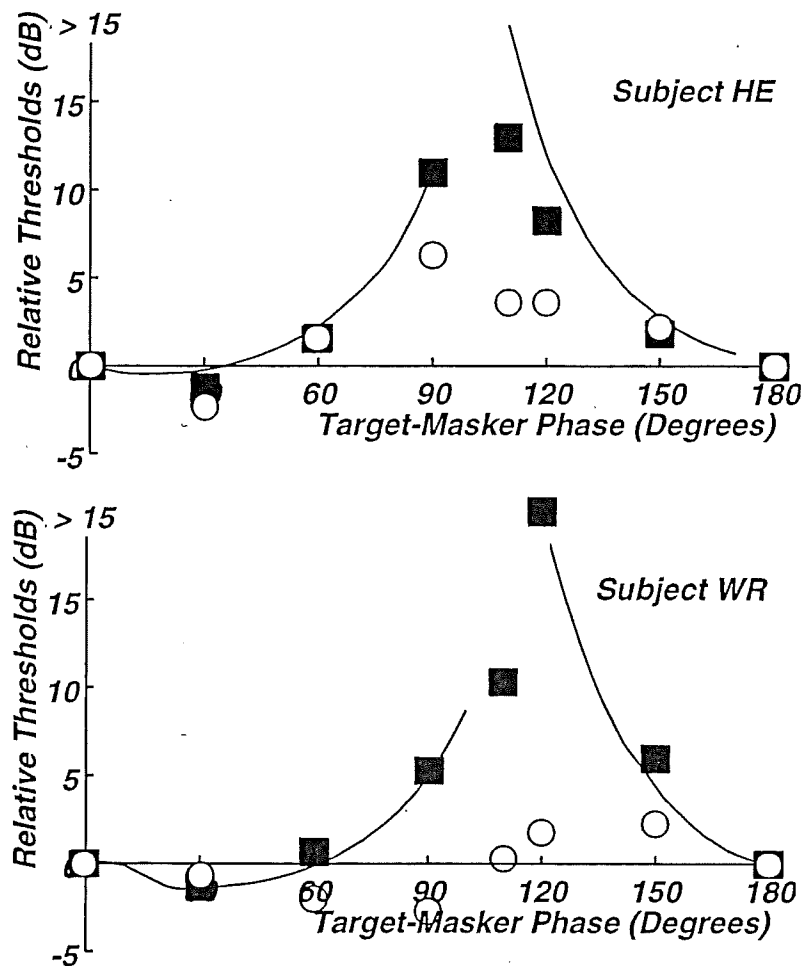 > 15
Relative Thresholds (dB)
Subject HE
15
10
5
0
60 90 120 150 180
Target-Masker Phase (Degrees)
-5
> 15
Relative Thresholds (dB)
Subject WR
15
10
5
0
60 90 120 150 180
Target-Masker Phase (Degrees)
-5